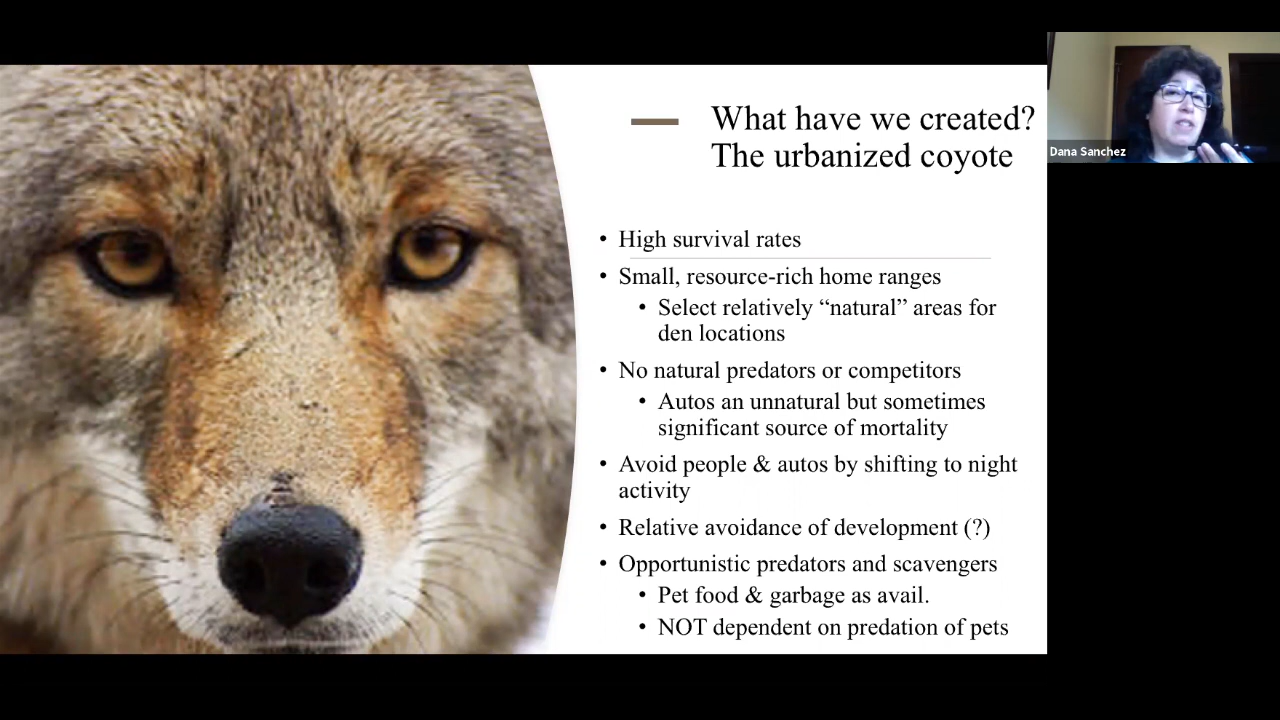 What have we created?
The urbanized coyote
• High survival rates
• Small, resource-rich home ranges
• Select relatively “natural” areas for
den locations
• No natural predators or competitors
• Autos an unnatural but sometimes
significant source of mortality
• Avoid people & autos by shifting to night
activity
• Relative avoidance of development (?)
• Opportunistic predators and scavengers
• Pet food & garbage as avail.
• NOT dependent on predation of pets
Dana Sanchez